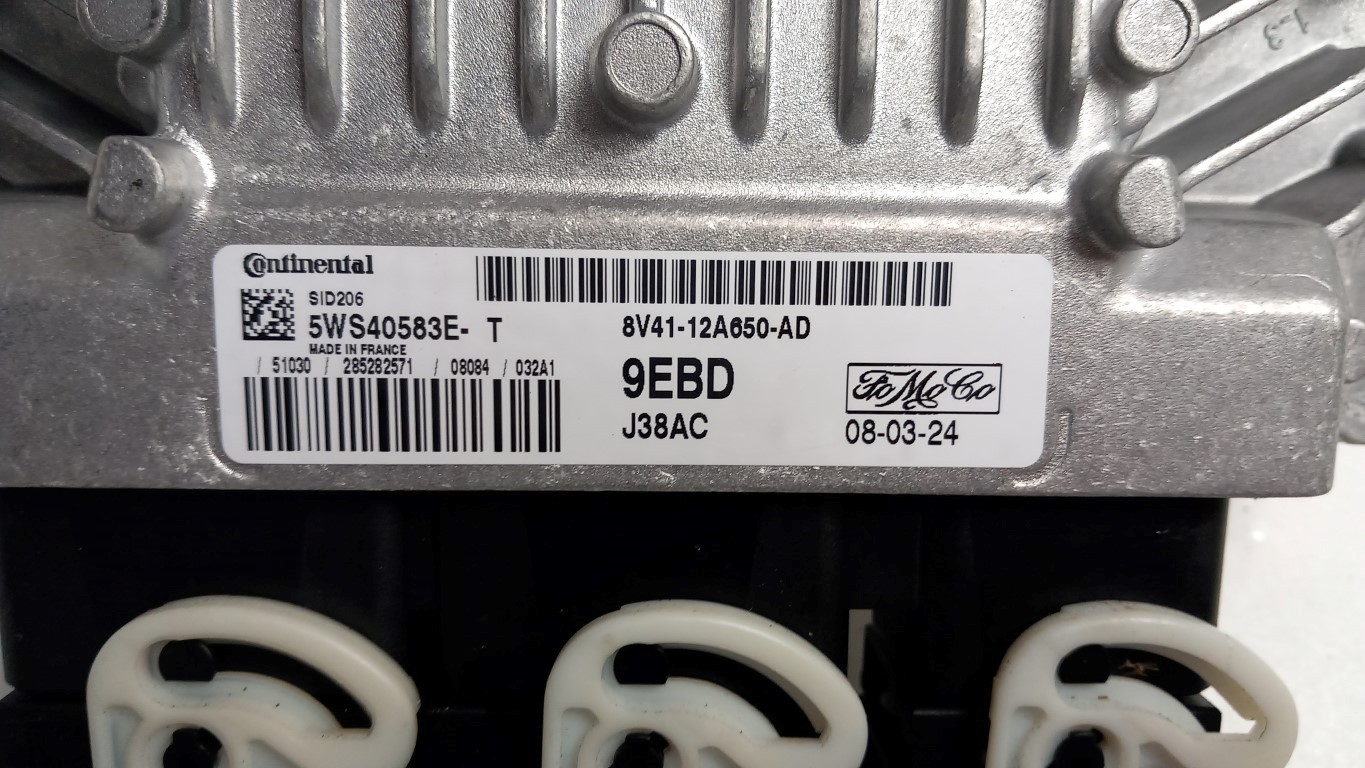 Continental
SID206
5WS40583E- T
MADE IN FRANCE
/ 51030 / 285282571 / 08084 / 032A1
8V41-12A650-AD
9EBD
J38AC
FoMoCo
08-03-24